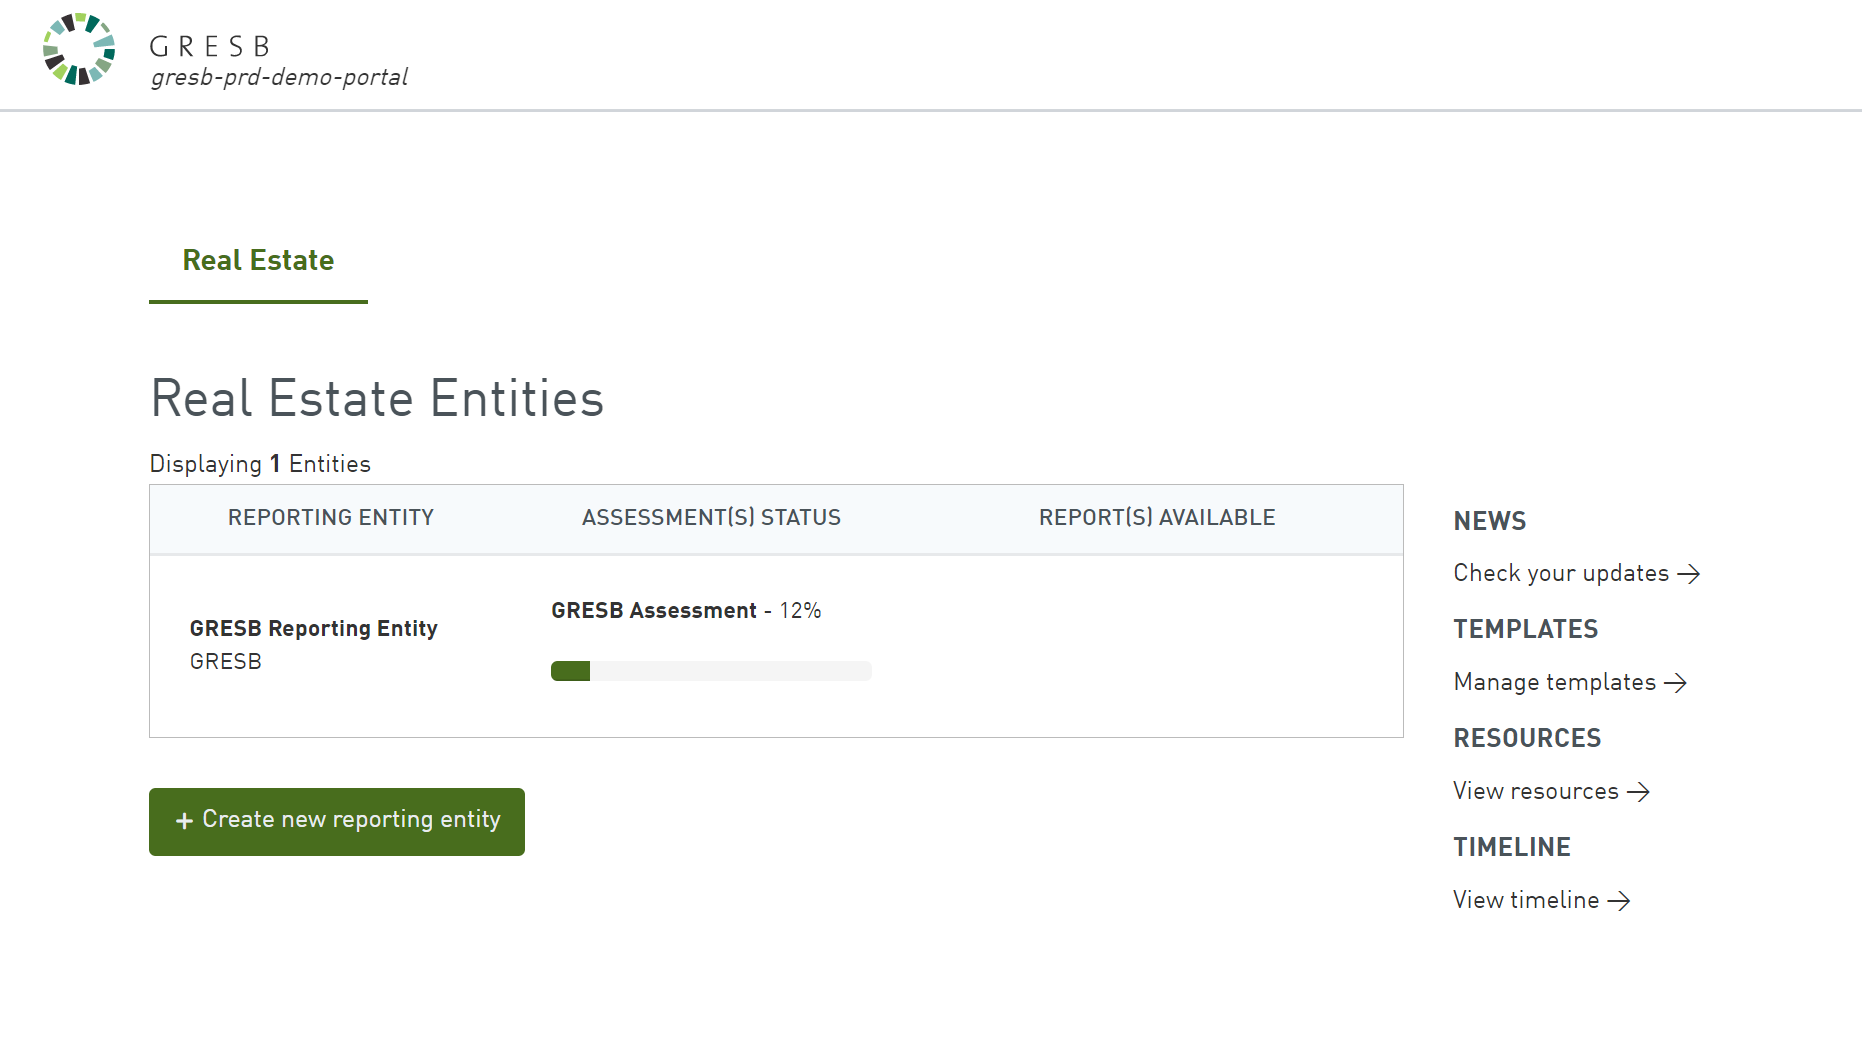 GRESB
gresb-prd-demo-portal
Real Estate
Real Estate Entities
Displaying 1 Entities
REPORTING ENTITY
ASSESSMENT(S) STATUS
REPORT(S) AVAILABLE
GRESB Reporting Entity
GRESB
GRESB Assessment - 12%
+ Create new reporting entity
NEWS
Check your updates →
TEMPLATES
Manage templates →
RESOURCES
View resources →
TIMELINE
View timeline →